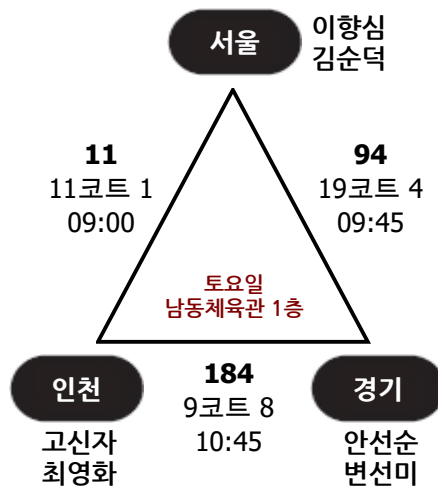 서울
이향심
김순덕
11
11코트 1
09:00
94
19코트 4
09:45
토요일
남동체육관 1층
인천
고신자
최영화
184
9코트 8
10:45
경기
안선순
변선미